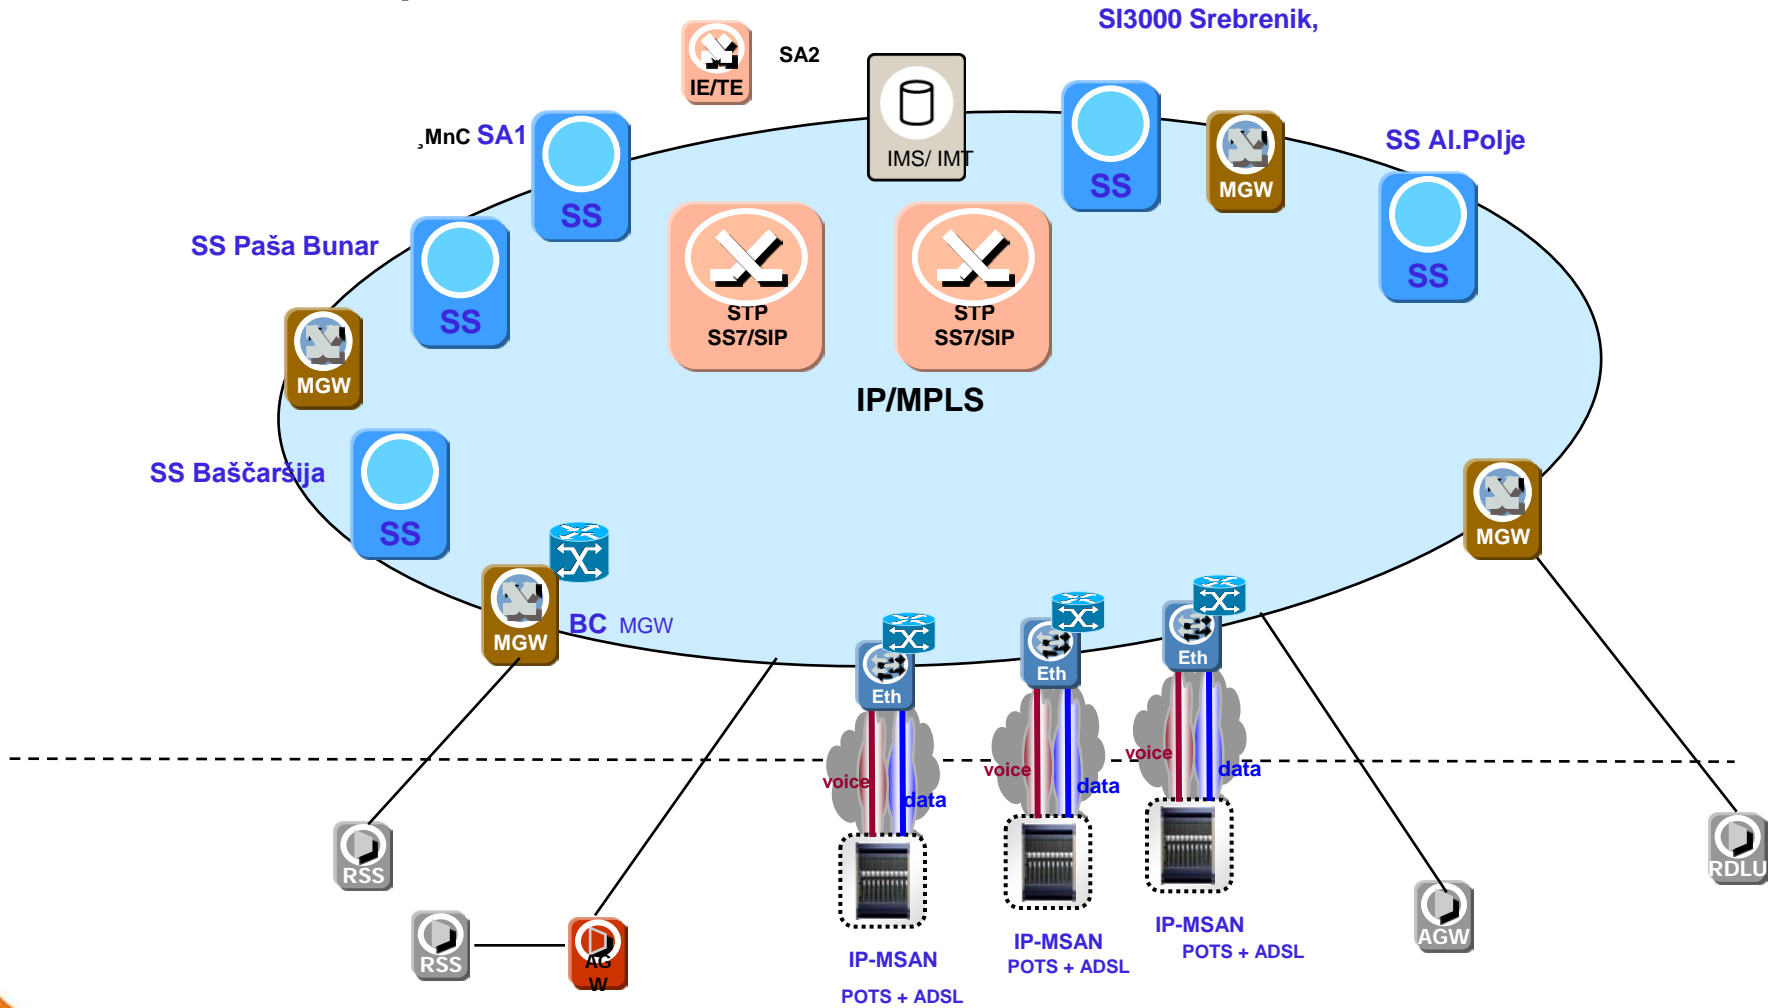 SI3000 Srebrenik,
SA2
IE/TE
¸MnC SA1
IMS/ IMT
SS Al.Polje
MGW
SS
SS
SS Paša Bunar
SS
SS
STP
SS7/SIP
STP
SS7/SIP
MGW
IP/MPLS
SS Baščaršija
SS
MGW
BC MGW
MGW
Eth
Eth
Eth
voice
data
voice
data
voice
data
RSS
RDLU
RSS
AG
W
AGW
IP-MSAN
POTS + ADSL
IP-MSAN
POTS + ADSL
IP-MSAN
POTS + ADSL